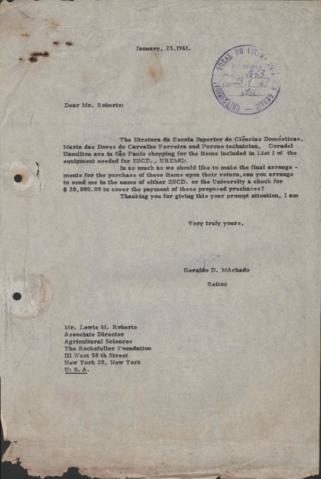 January, 23,1961.
Dear Mr. Roberts:
The Diretora da Escola Superior de Ciências Domésticas,
Maria das Dores de Carvalho Ferreira and Purcus technician, Coradel
Hamilton are in São Paulo shopping for the items included in List I of the
equipment needed for ESCD., UREMG:
In as much as we should like to make the final arrange -
ments for the purchase of these items upon their return, can you arrange
to send me in the name of either ESCD. or the University a check for
$ 20,000.00 to cover the payment of these proposed pruchases?
Thanking you for giving this your prompt attention, I am
Very truly yours,
Geraldo D. MAchado
Reitor
Mr. Lewis M. Roberts
Associate Director
Agricultural Sciences
The Rockefeller Foundation
III West 50 th Street
New York 20, New York
U. S. A.